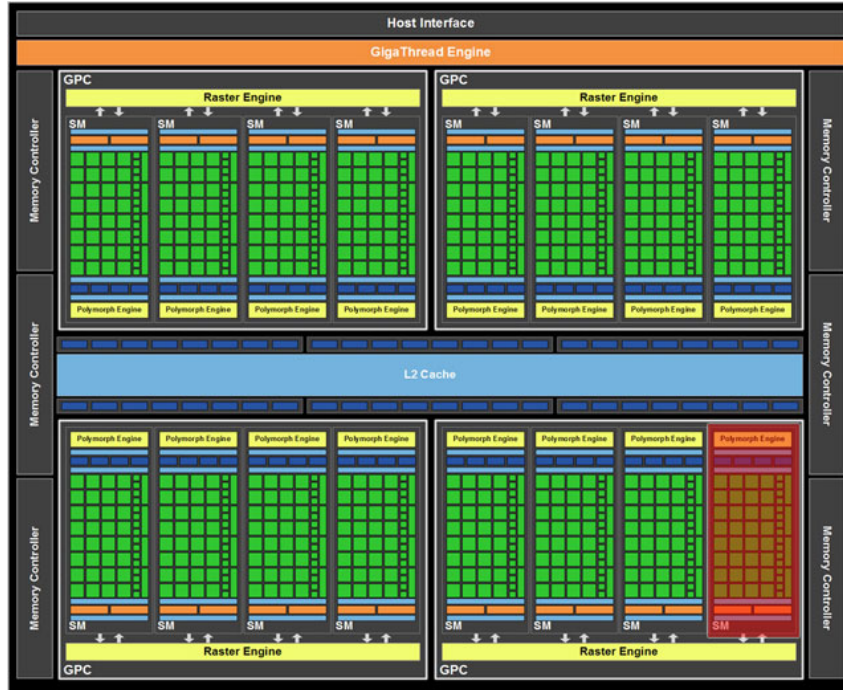 Host Interface
GigaThread Engine
GPC GPC
Raster Engine Raster Engine
SM SM SM SM SM SM SM SM
Memory Controller Memory Controller
Polymorph Engine Polymorph Engine Polymorph Engine Polymorph Engine Polymorph Engine Polymorph Engine Polymorph Engine Polymorph Engine
Memory Controller Memory Controller
L2 Cache
Polymorph Engine Polymorph Engine Polymorph Engine Polymorph Engine Polymorph Engine Polymorph Engine Polymorph Engine Polymorph Engine
Memory Controller Memory Controller
SM SM SM SM SM SM SM SM
Raster Engine Raster Engine
GPC GPC